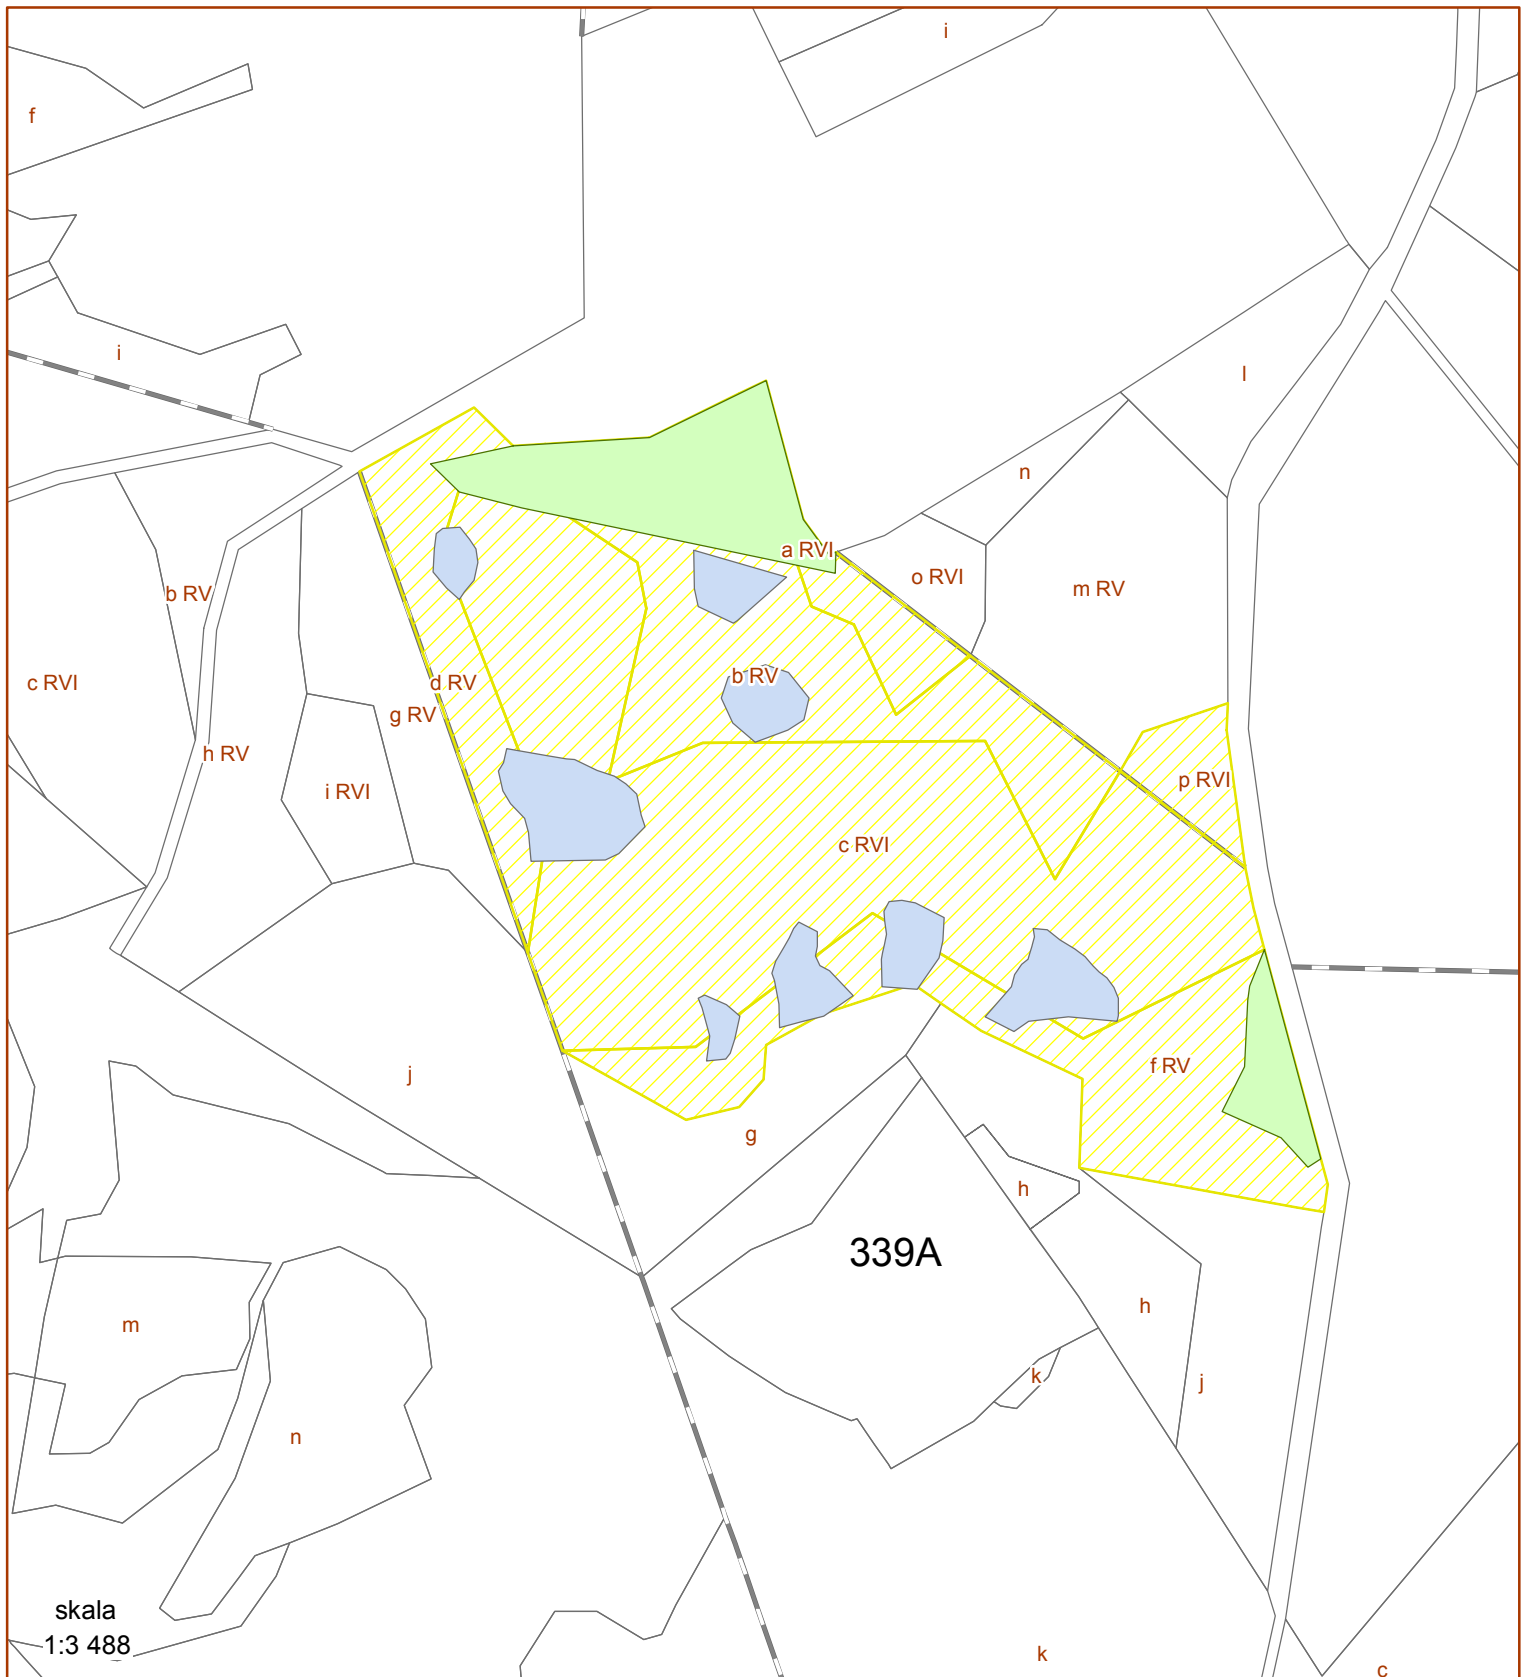 i
f
i
l
n
a RVI
o RVI
m RV
b RV
b RV
c RVI
d RV
g RV
h RV
p RVI
i RVI
c RVI
f RV
j
g
h
339A
h
m
k
j
n
skala
1:3 488
k
c